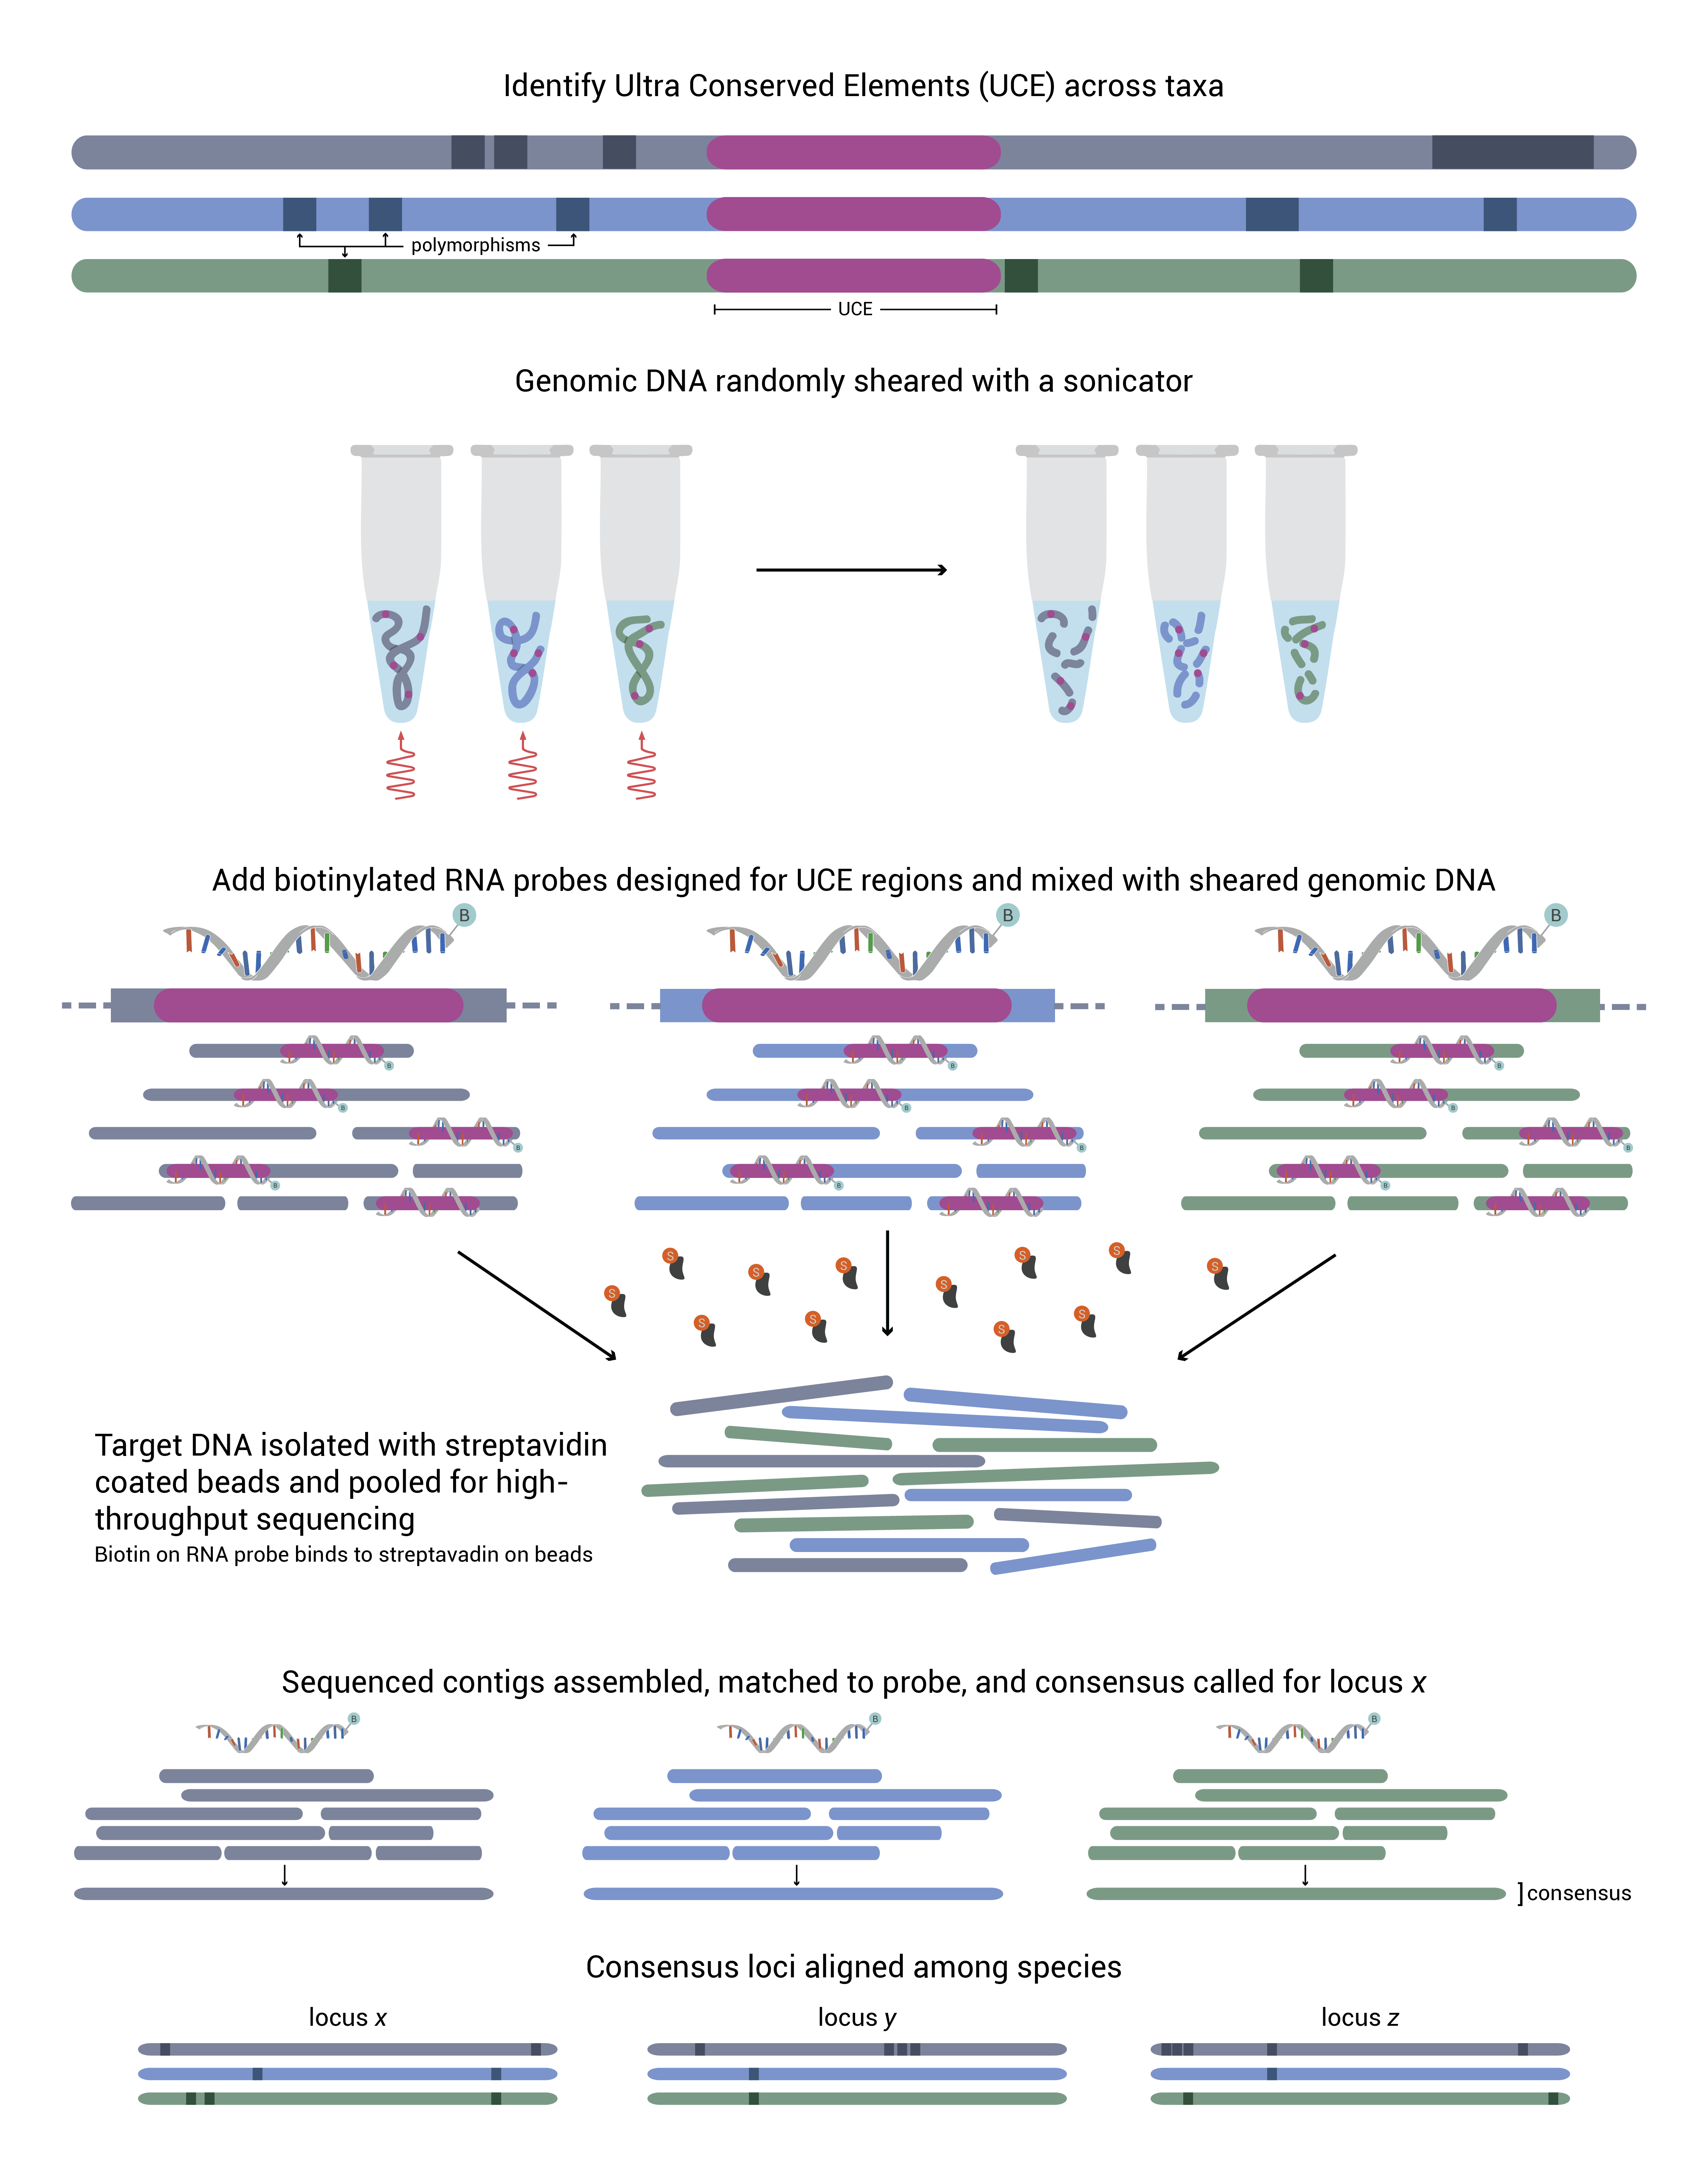 Identify Ultra Conserved Elements (UCE) across taxa
polymorphisms
UCE
Genomic DNA randomly sheared with a sonicator
Add biotinylated RNA probes designed for UCE regions and mixed with sheared genomic DNA
B B B
B B B
B B B
B B B
B B B
S S S S S S
S S S S S S
Target DNA isolated with streptavidin
coated beads and pooled for high-
throughput sequencing
Biotin on RNA probe binds to streptavadin on beads
Sequenced contigs assembled, matched to probe, and consensus called for locus x
B B B
consensus
Consensus loci aligned among species
locus x locus y locus z